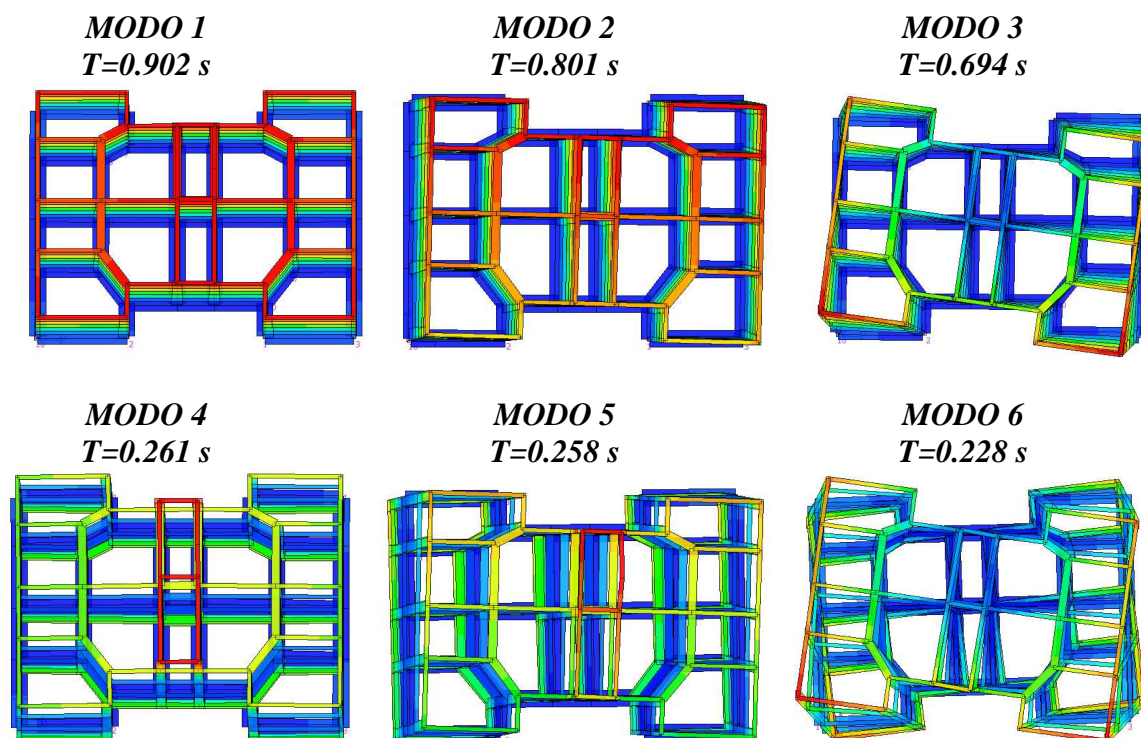 MODO 1
T=0.902 s
MODO 2
T=0.801 s
MODO 3
T=0.694 s
MODO 4
T=0.261 s
MODO 5
T=0.258 s
MODO 6
T=0.228 s